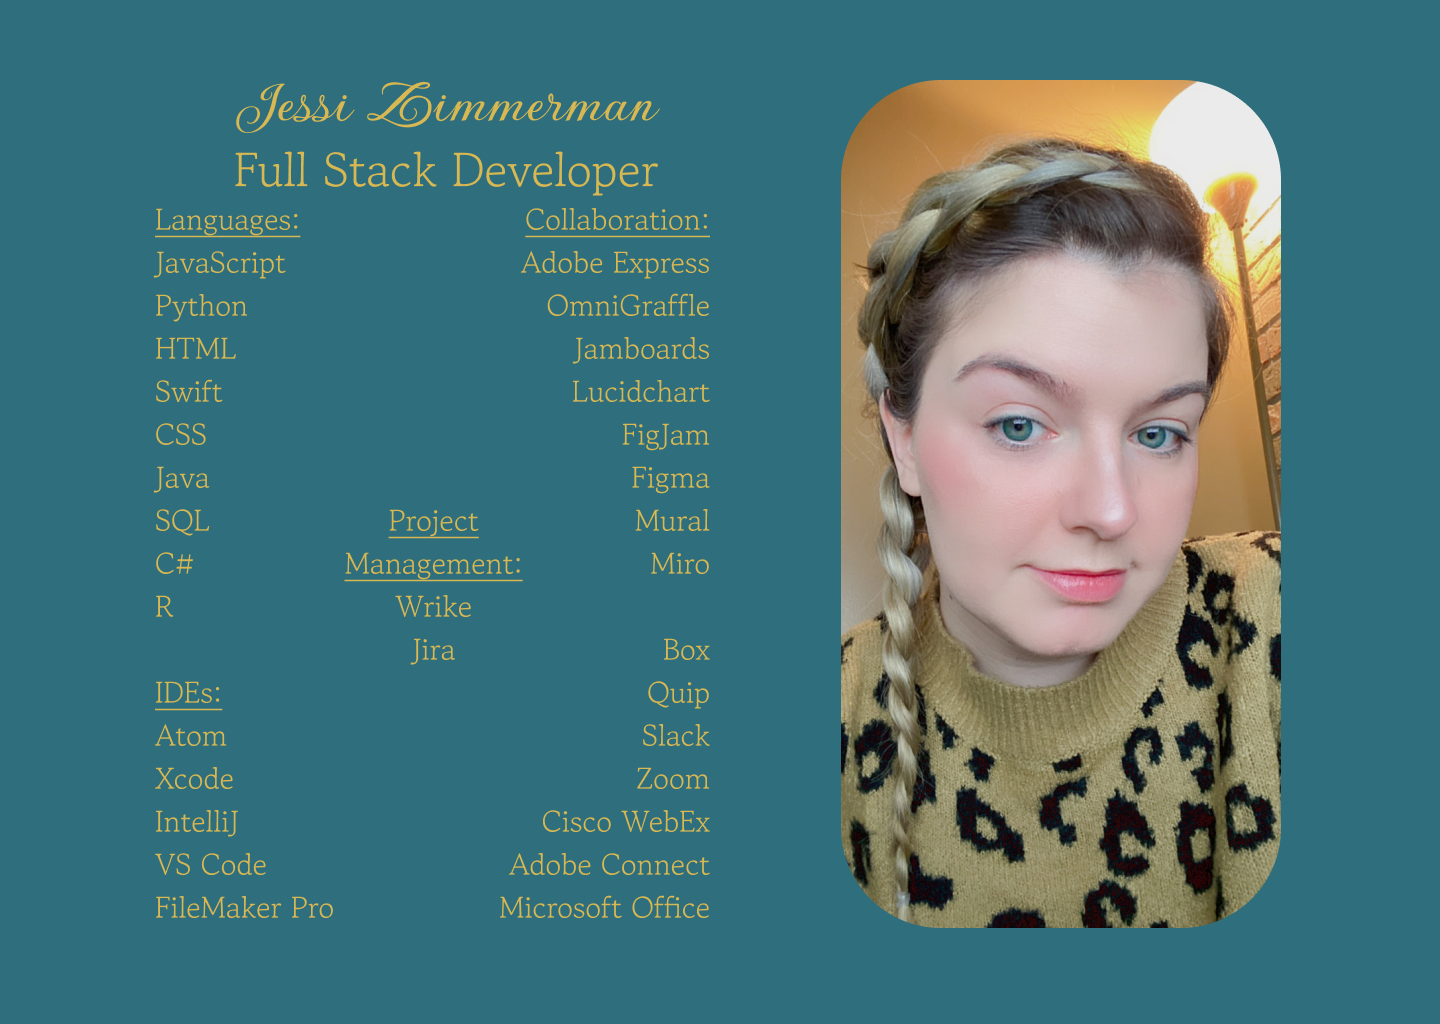 Jessi Zimmerman
Full Stack Developer
Languages:
JavaScript
Python
HTML
Swift
CSS
Java
SQL
C#
R
IDEs:
Atom
Xcode
IntelliJ
VS Code
FileMaker Pro
Project
Management:
Wrike
Jira
Collaboration:
Adobe Express
OmniGraffle
Jamboards
Lucidchart
FigJam
Figma
Mural
Miro
Box
Quip
Slack
Zoom
Cisco WebEx
Adobe Connect
Microsoft Office